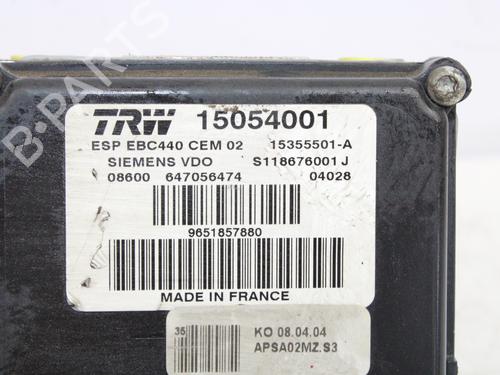 B-PARTS
TRW 15054001
ESP EBC440 CEM 02 15355501-A
SIEMENS VDO S118676001J
08600 647056474 04028
9651857880
MADE IN FRANCE
35 KO 08.04.04
APSA02MZ.S3